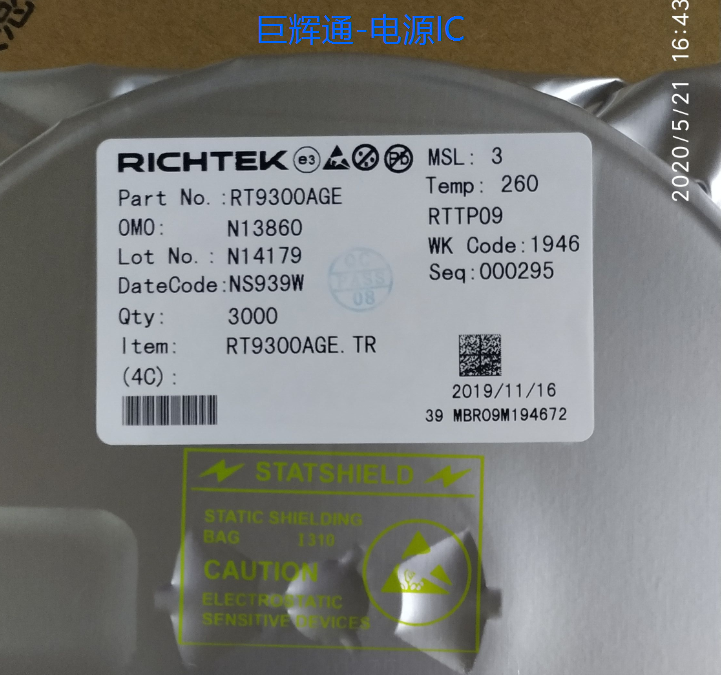 巨辉通-电源IC
2020/5/21 16:43
RICHTEK e3 Pb
MSL: 3
Part No.:RT9300AGE
Temp: 260
OMO: N13860
RTTP09
Lot No.: N14179
WK Code:1946
DateCode:NS939W
Seq:000295
QC
PASS
08
Qty: 3000
Item: RT9300AGE.TR
(4C):
2019/11/16
39 MBR09M194672
STATSHIELD
STATIC SHIELDING
BAG 1310
CAUTION
ELECTROSTATIC
SENSITIVE DEVICES